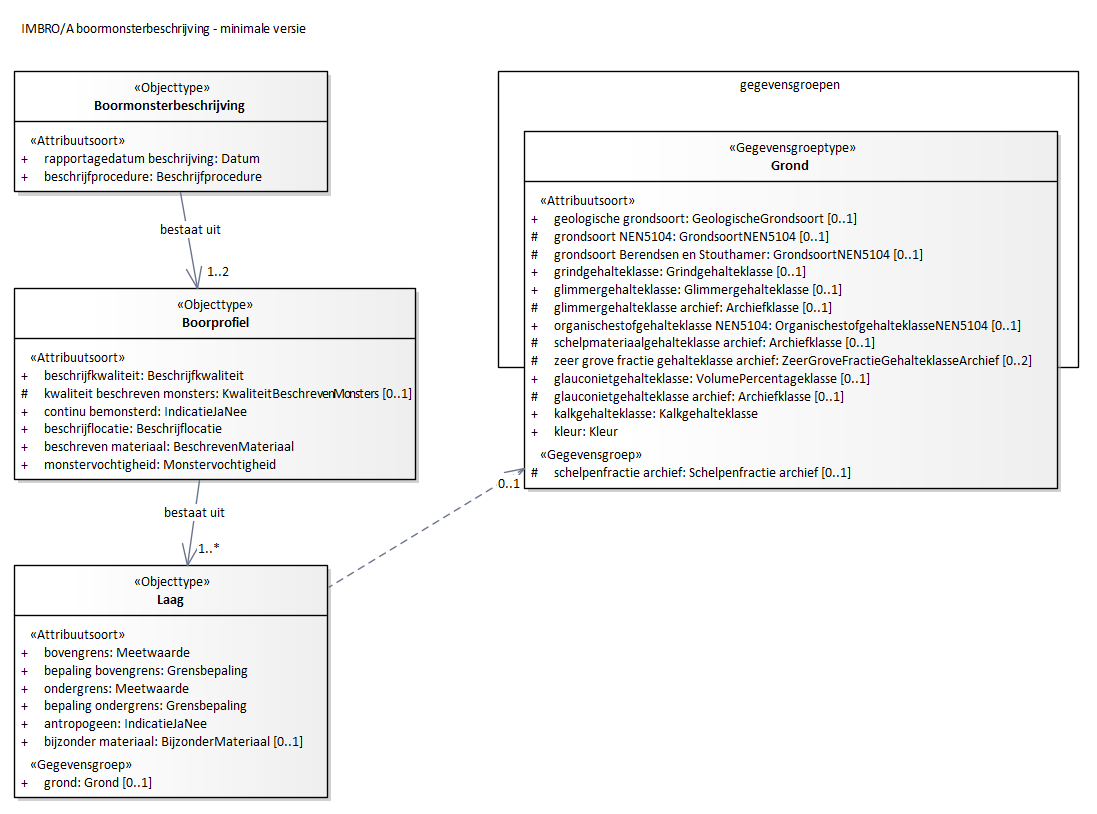 IMBRO/A boormonsterbeschrijving - minimale versie
«Objecttype»
Boormonsterbeschrijving
«Attribuutsoort»
+ rapportagedatum beschrijving: Datum
+ beschrijfprocedure: Beschrijfprocedure
bestaat uit
1..2
«Objecttype»
Boorprofiel
«Attribuutsoort»
+ beschrijfkwaliteit: Beschrijfkwaliteit
# kwaliteit beschreven monsters: KwaliteitBeschrevenMonsters [0..1]
+ continu bemonsterd: IndicatieJaNee
+ beschrijflocatie: Beschrijflocatie
+ beschreven materiaal: BeschrevenMateriaal
+ monstervochtigheid: Monstervochtigheid
bestaat uit
1..*
«Objecttype»
Laag
«Attribuutsoort»
+ bovengrens: Meetwaarde
+ bepaling bovengrens: Grensbepaling
+ ondergrens: Meetwaarde
+ bepaling ondergrens: Grensbepaling
+ antropogeen: IndicatieJaNee
+ bijzonder materiaal: BijzonderMateriaal [0..1]
«Gegevensgroep»
+ grond: Grond [0..1]
gegevensgroepen
«Gegevensgroeptype»
Grond
«Attribuutsoort»
+ geologische grondsoort: GeologischeGrondsoort [0..1]
# grondsoort NEN5104: GrondsoortNEN5104 [0..1]
# grondsoort Berendsen en Stouthamer: GrondsoortNEN5104 [0..1]
+ grindgehalteklasse: Grindgehalteklasse [0..1]
+ glimmergehalteklasse: Glimmergehalteklasse [0..1]
# glimmergehalteklasse archief: Archiefklasse [0..1]
+ organischestofgehalteklasse NEN5104: OrganischestofgehalteklasseNEN5104 [0..1]
# schelpmateriaalgehalteklasse archief: Archiefklasse [0..1]
# zeer grove fractie gehalteklasse archief: ZeerGroveFractieGehalteklasseArchief [0..2]
+ glauconietgehalteklasse: VolumePercentageklasse [0..1]
# glauconietgehalteklasse archief: Archiefklasse [0..1]
+ kalkgehalteklasse: Kalkgehalteklasse
+ kleur: Kleur
«Gegevensgroep»
# schelpenfractie archief: Schelpenfractie archief [0..1]
0..1